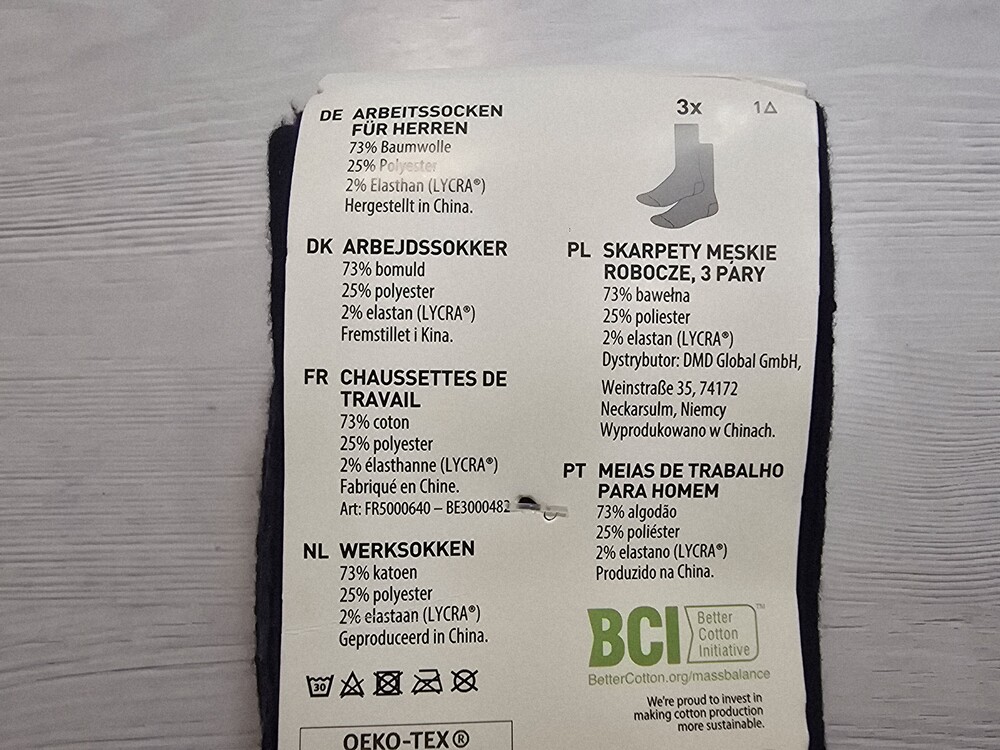 DE ARBEITSSOCKEN
FÜR HERREN
73% Baumwolle
25% Polyester
2% Elasthan (LYCRA®)
Hergestellt in China.
DK ARBEJDSSOKKER
73% bomuld
25% polyester
2% elastan (LYCRA®)
Fremstillet i Kina.
FR CHAUSSETTES DE
TRAVAIL
73% coton
25% polyester
2% élasthanne (LYCRA®)
Fabriqué en Chine.
Art: FR5000640 – BE3000482
NL WERKSOKKEN
73% katoen
25% polyester
2% elastaan (LYCRA®)
Geproduceerd in China.
30
OEKO-TEX®
3x 1△
PL SKARPETY MĘSKIE
ROBOCZE, 3 PARY
73% bawełna
25% poliester
2% elastan (LYCRA®)
Dystrybutor: DMD Global GmbH,
Weinstraße 35, 74172
Neckarsulm, Niemcy
Wyprodukowano w Chinach.
PT MEIAS DE TRABALHO
PARA HOMEM
73% algodão
25% poliéster
2% elastano (LYCRA®)
Produzido na China.
BCI
Better
Cotton
Initiative™
BetterCotton.org/massbalance
We're proud to invest in
making cotton production
more sustainable.